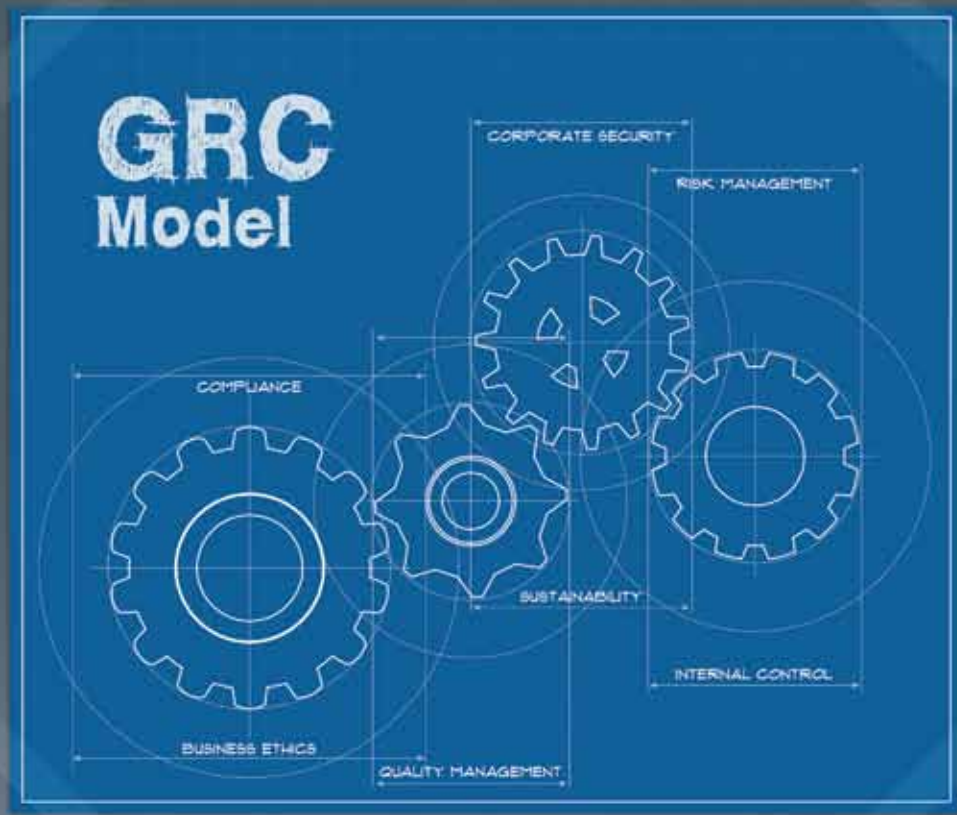 GRC
Model
CORPORATE SECURITY
RISK MANAGEMENT
COMPLIANCE
SUSTAINABILITY
INTERNAL CONTROL
BUSINESS ETHICS
QUALITY MANAGEMENT